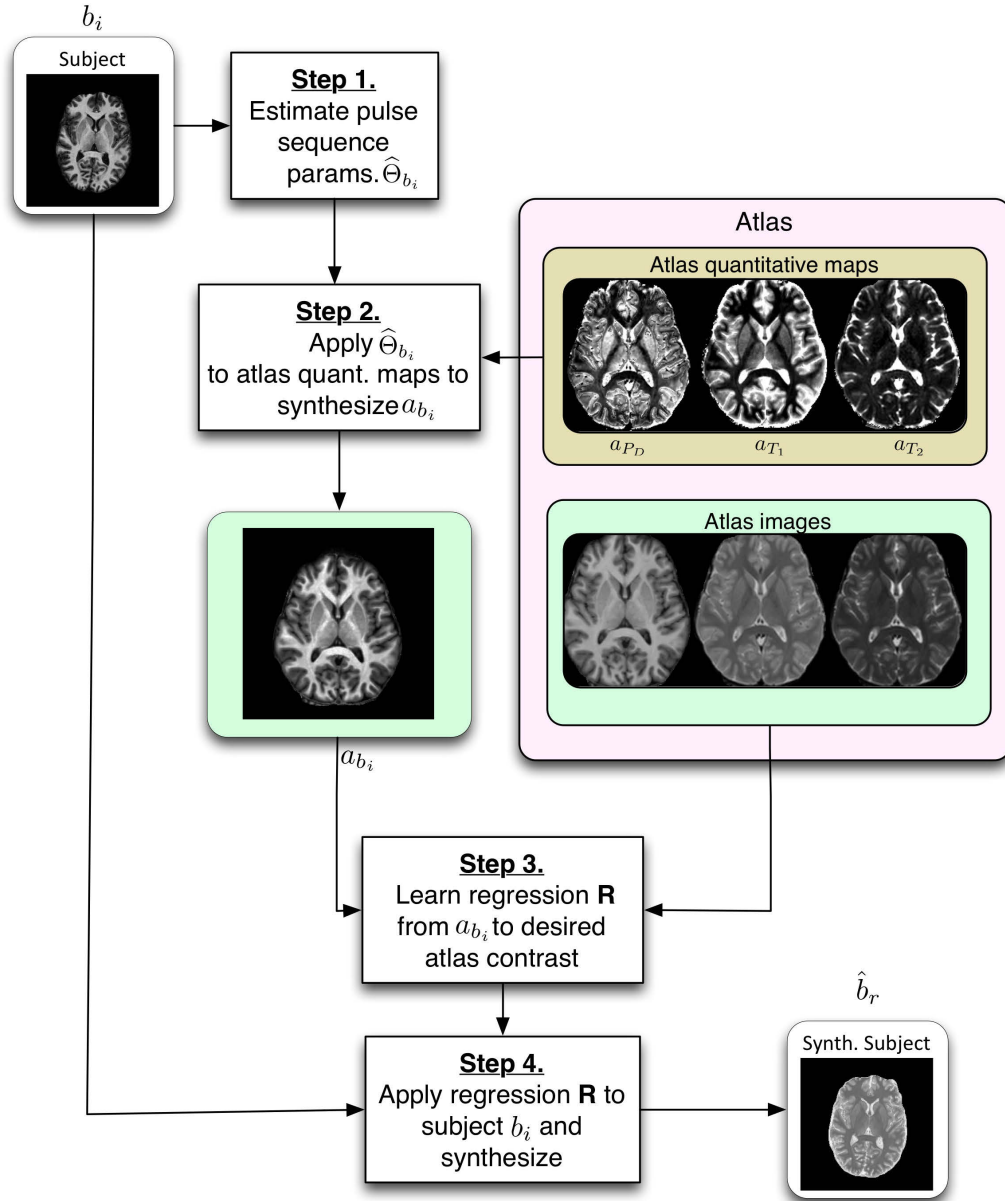 b_i
Subject
Step 1.
Estimate pulse
sequence
params. Θ̂_{b_i}
Step 2.
Apply Θ̂_{b_i}
to atlas quant. maps to
synthesize a_{b_i}
Atlas
Atlas quantitative maps
a_{P_D} a_{T_1} a_{T_2}
Atlas images
a_{b_i}
Step 3.
Learn regression R
from a_{b_i} to desired
atlas contrast
Step 4.
Apply regression R to
subject b_i and
synthesize
b̂_r
Synth. Subject